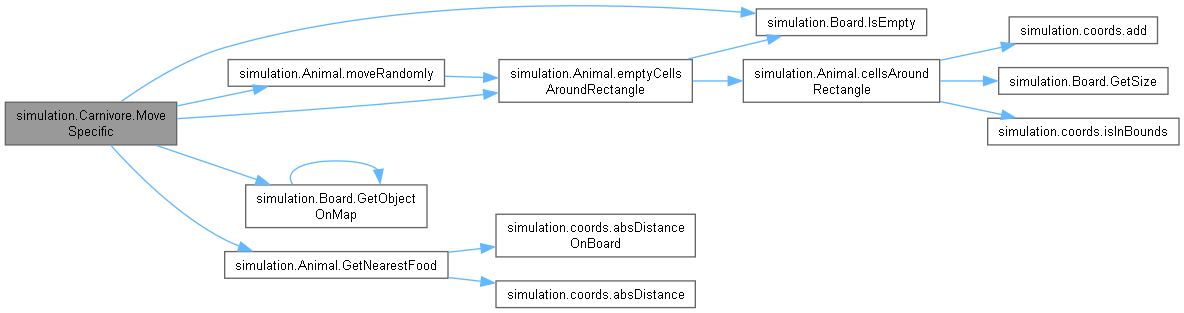 simulation.Carnivore.Move
Specific
simulation.Board.IsEmpty
simulation.Animal.moveRandomly
simulation.Animal.emptyCells
AroundRectangle
simulation.Animal.cellsAround
Rectangle
simulation.coords.add
simulation.Board.GetSize
simulation.coords.isInBounds
simulation.Board.GetObject
OnMap
simulation.Animal.GetNearestFood
simulation.coords.absDistance
OnBoard
simulation.coords.absDistance